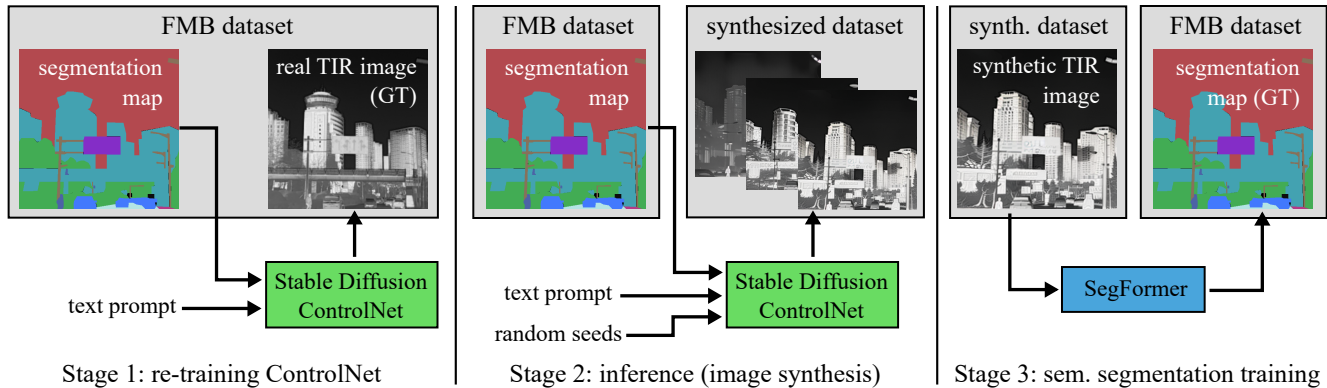 FMB dataset
segmentation
map
real TIR image
(GT)
Stable Diffusion
ControlNet
text prompt
Stage 1: re-training ControlNet
FMB dataset
segmentation
map
synthesized dataset
Stable Diffusion
ControlNet
text prompt
random seeds
Stage 2: inference (image synthesis)
synth. dataset
synthetic TIR
image
FMB dataset
segmentation
map (GT)
SegFormer
Stage 3: sem. segmentation training